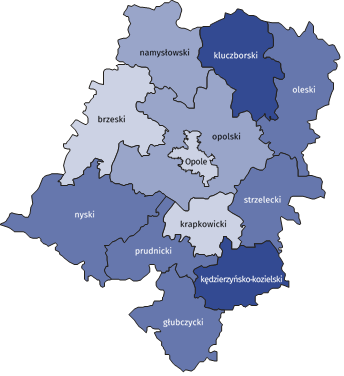 namysłowski
kluczborski
oleski
brzeski
opolski
Opole
strzelecki
nyski
krapkowicki
prudnicki
kędzierzyńsko-kozielski
głubczycki